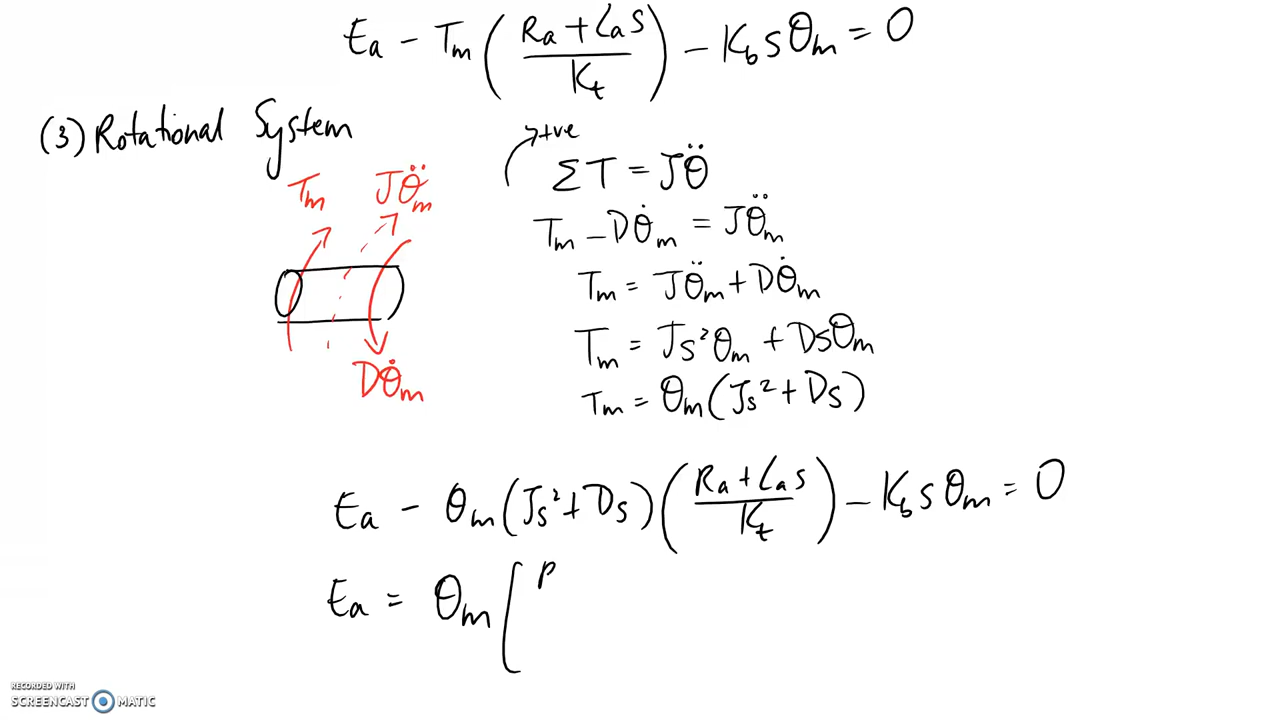 Ea - Tm ( (Ra + Las) / Kt ) - Kb s θm = 0
(3) Rotational System
+ve
ΣT = Jθ̈
Tm
Jθ̈m
Tm - Dθ̇m = Jθ̈m
Tm = Jθ̈m + Dθ̇m
Tm = Js²θm + Dsθm
Dθ̇m
Tm = θm (Js² + Ds)
Ea - θm (Js² + Ds) ( (Ra + Las) / Kt ) - Kb s θm = 0
Ea = θm [
RECORDED WITH
SCREENCAST MATIC